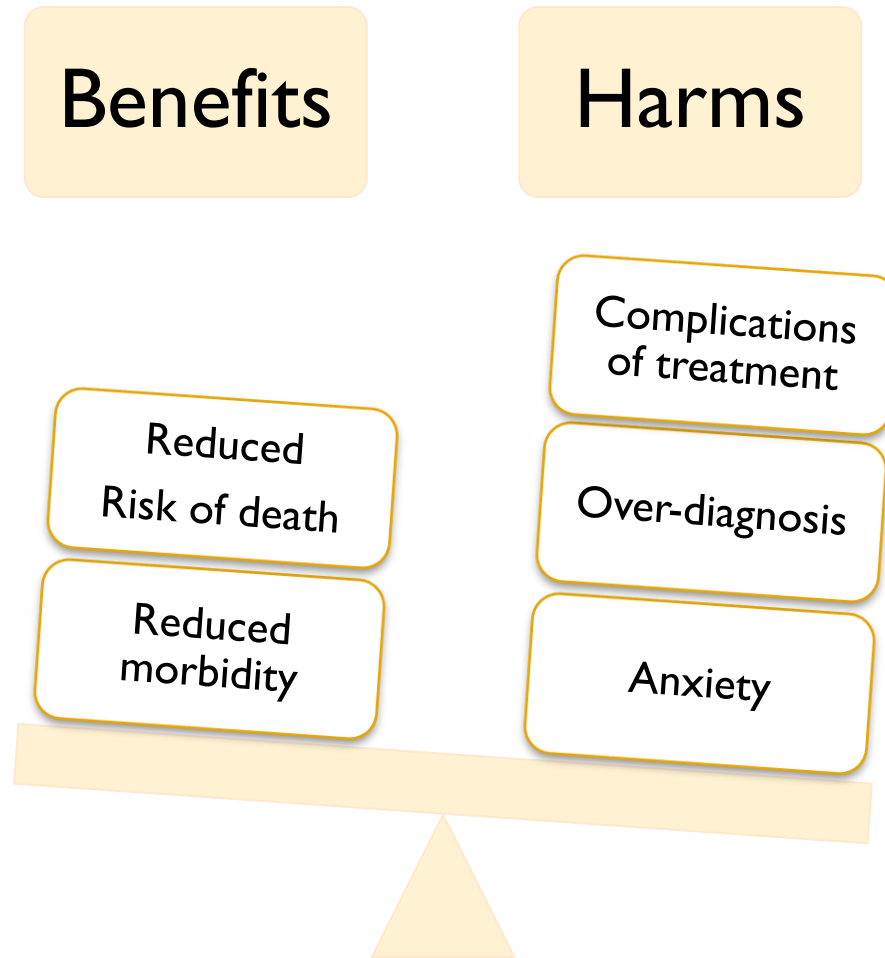 Benefits
Harms
Reduced
Risk of death
Reduced
morbidity
Complications
of treatment
Over-diagnosis
Anxiety